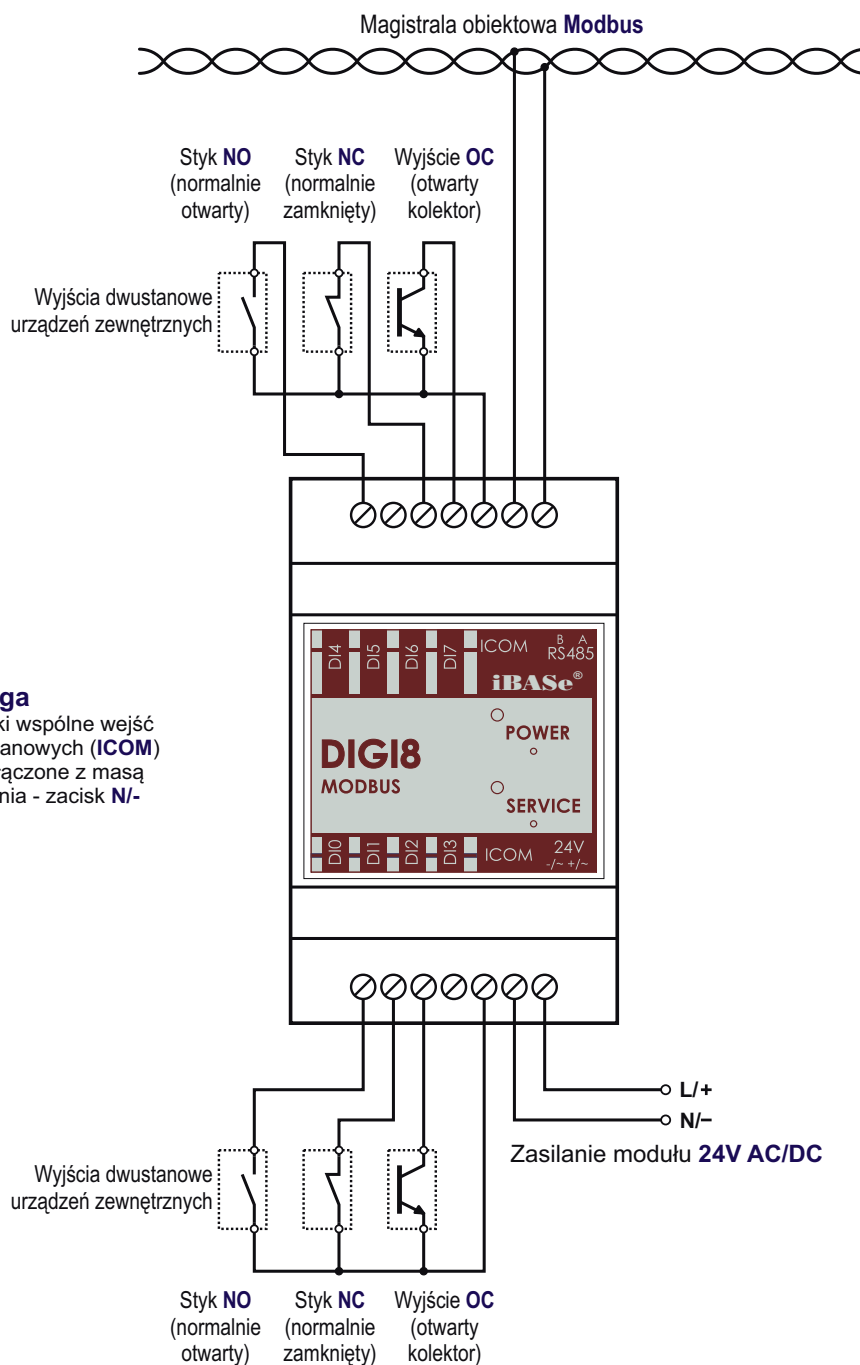 Magistrala obiektowa Modbus
Styk NO
(normalnie
otwarty)
Styk NC
(normalnie
zamknięty)
Wyjście OC
(otwarty
kolektor)
Wyjścia dwustanowe
urządzeń zewnętrznych
DI4
DI5
DI6
DI7
ICOM
B A
RS485
iBASe®
POWER
DIGI8
MODBUS
SERVICE
DI0
DI1
DI2
DI3
ICOM
24V
-/~ +/~
ga
ki wspólne wejść
tanowych (ICOM)
łączone z masą
nia - zacisk N/-
L/+
N/–
Zasilanie modułu 24V AC/DC
Wyjścia dwustanowe
urządzeń zewnętrznych
Styk NO
(normalnie
otwarty)
Styk NC
(normalnie
zamknięty)
Wyjście OC
(otwarty
kolektor)